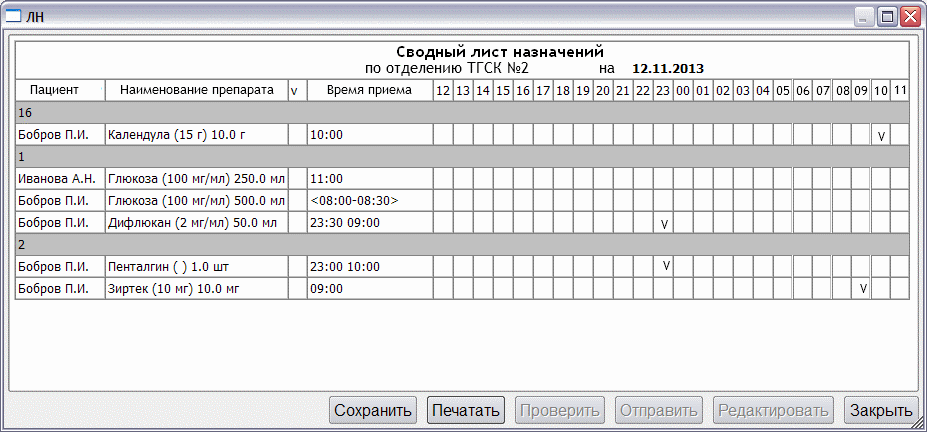 ЛН
Сводный лист назначений
по отделению ТГСК №2 на 12.11.2013
Пациент Наименование препарата v Время приема 12 13 14 15 16 17 18 19 20 21 22 23 00 01 02 03 04 05 06 07 08 09 10 11
16
Бобров П.И. Календула (15 г) 10.0 г 10:00 v
1
Иванова А.Н. Глюкоза (100 мг/мл) 250.0 мл 11:00
Бобров П.И. Глюкоза (100 мг/мл) 500.0 мл <08:00-08:30>
Бобров П.И. Дифлюкан (2 мг/мл) 50.0 мл 23:30 09:00 v
2
Бобров П.И. Пенталгин ( ) 1.0 шт 23:00 10:00 v
Бобров П.И. Зиртек (10 мг) 10.0 мг 09:00 v
Сохранить Печатать Проверить Отправить Редактировать Закрыть